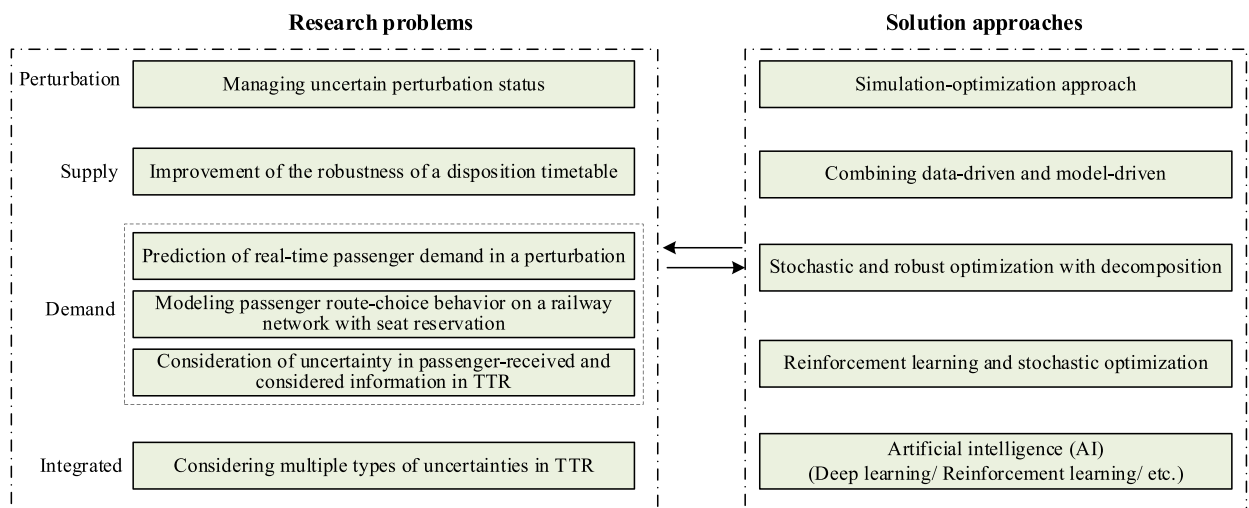 Research problems
Perturbation
Managing uncertain perturbation status
Supply
Improvement of the robustness of a disposition timetable
Demand
Prediction of real-time passenger demand in a perturbation
Modeling passenger route-choice behavior on a railway
network with seat reservation
Consideration of uncertainty in passenger-received and
considered information in TTR
Integrated
Considering multiple types of uncertainties in TTR
Solution approaches
Simulation-optimization approach
Combining data-driven and model-driven
Stochastic and robust optimization with decomposition
Reinforcement learning and stochastic optimization
Artificial intelligence (AI)
(Deep learning/ Reinforcement learning/ etc.)